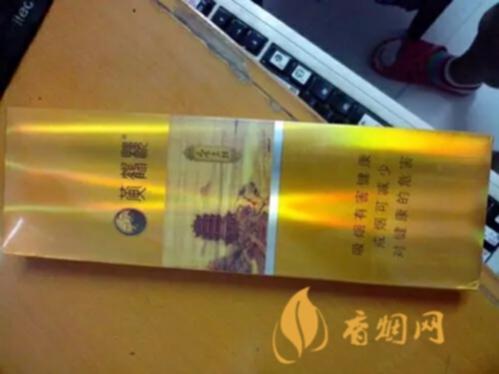 黄鹤楼
吸烟有害健康
戒烟可减少
对健康的危害
香烟网
itec